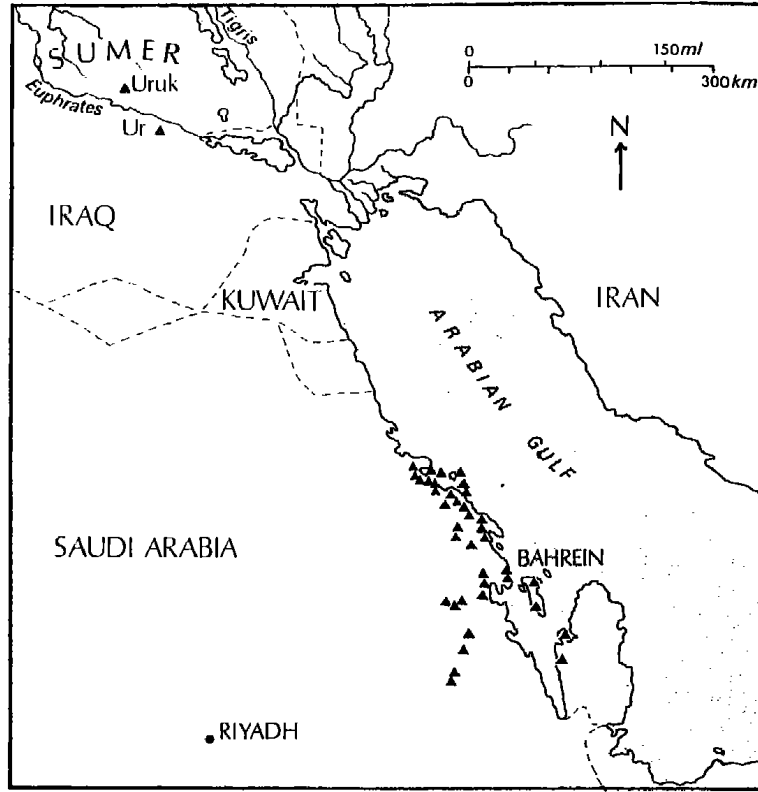 SUMER
Tigris
0 150ml
0 300km
Uruk
Euphrates
Ur
N
IRAQ
KUWAIT
IRAN
ARABIAN GULF
SAUDI ARABIA
BAHREIN
RIYADH